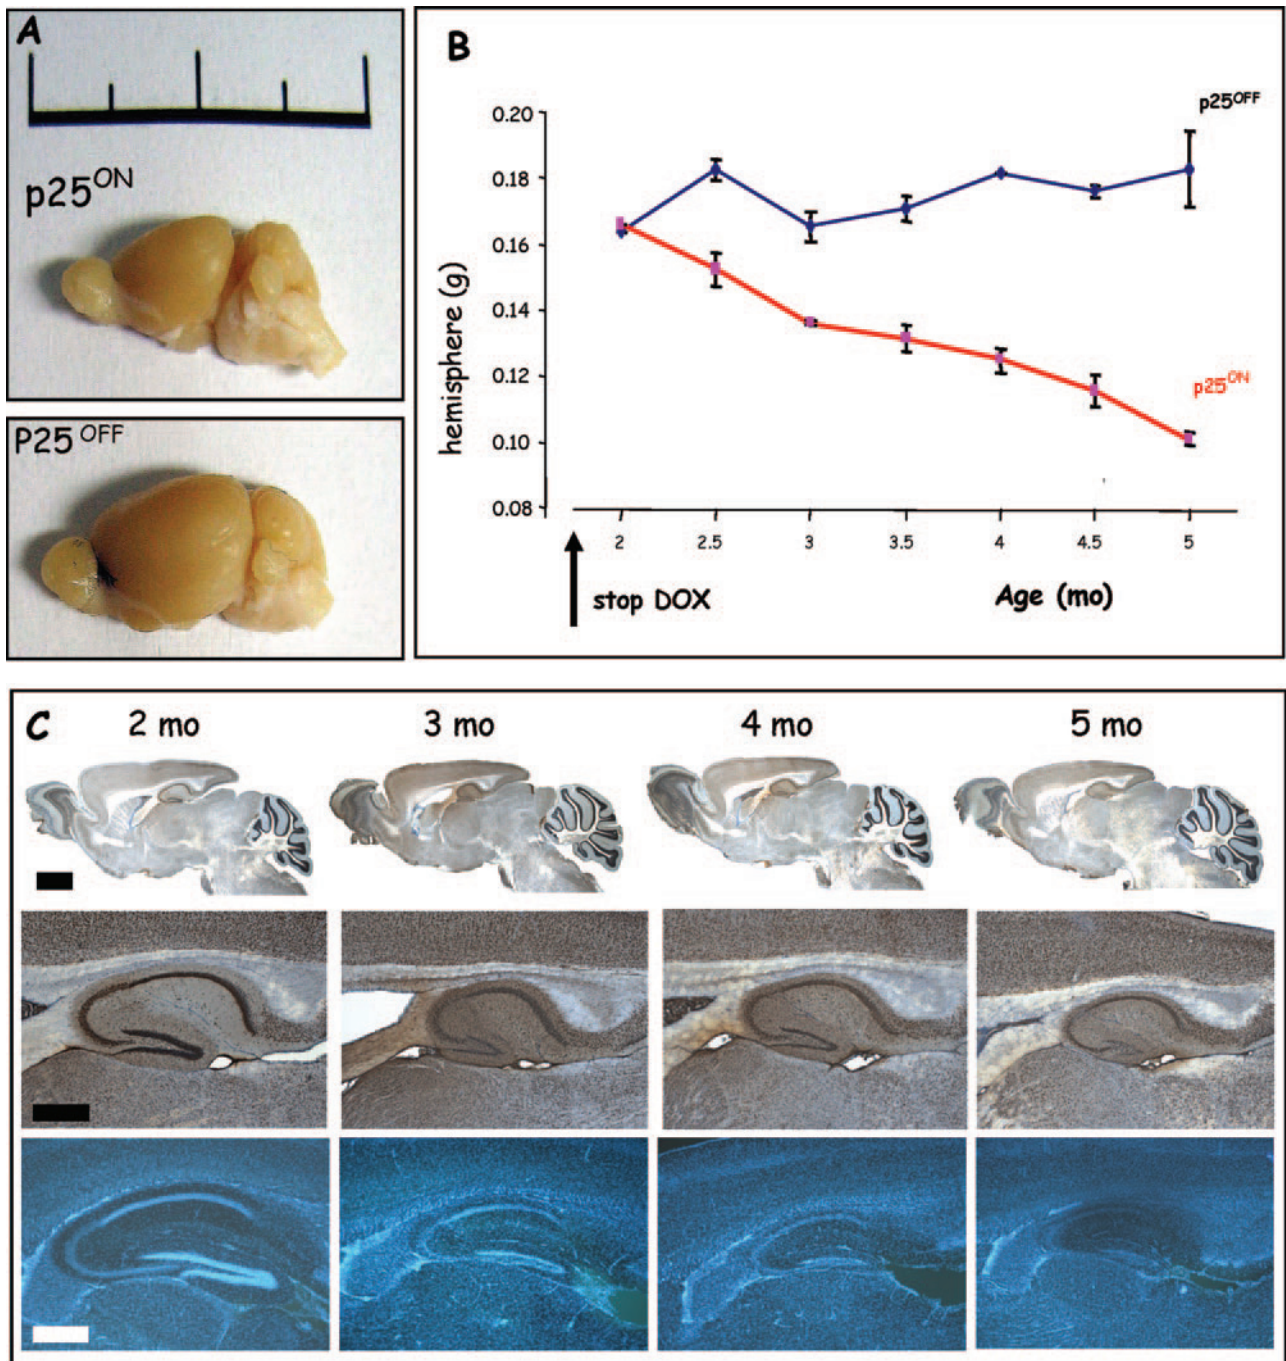 A
p25ON
P25 OFF
B
p25OFF
0.20
0.18
0.16
0.14
0.12
0.10
0.08
hemisphere (g)
p25ON
2 2.5 3 3.5 4 4.5 5
stop DOX
Age (mo)
C
2 mo 3 mo 4 mo 5 mo